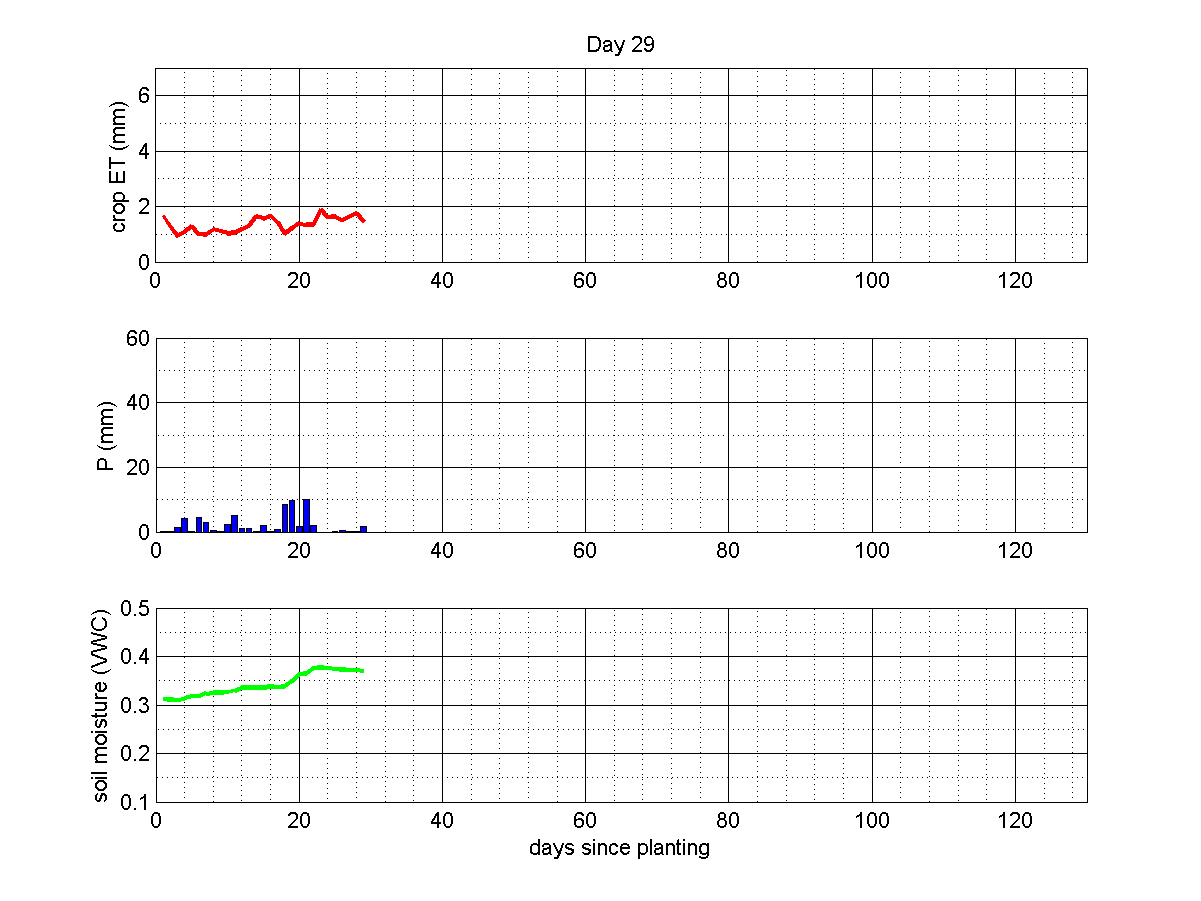 Day 29
crop ET (mm)
6
4
2
0
0 20 40 60 80 100 120
P (mm)
60
40
20
0
0 20 40 60 80 100 120
soil moisture (VWC)
0.5
0.4
0.3
0.2
0.1
0 20 40 60 80 100 120
days since planting